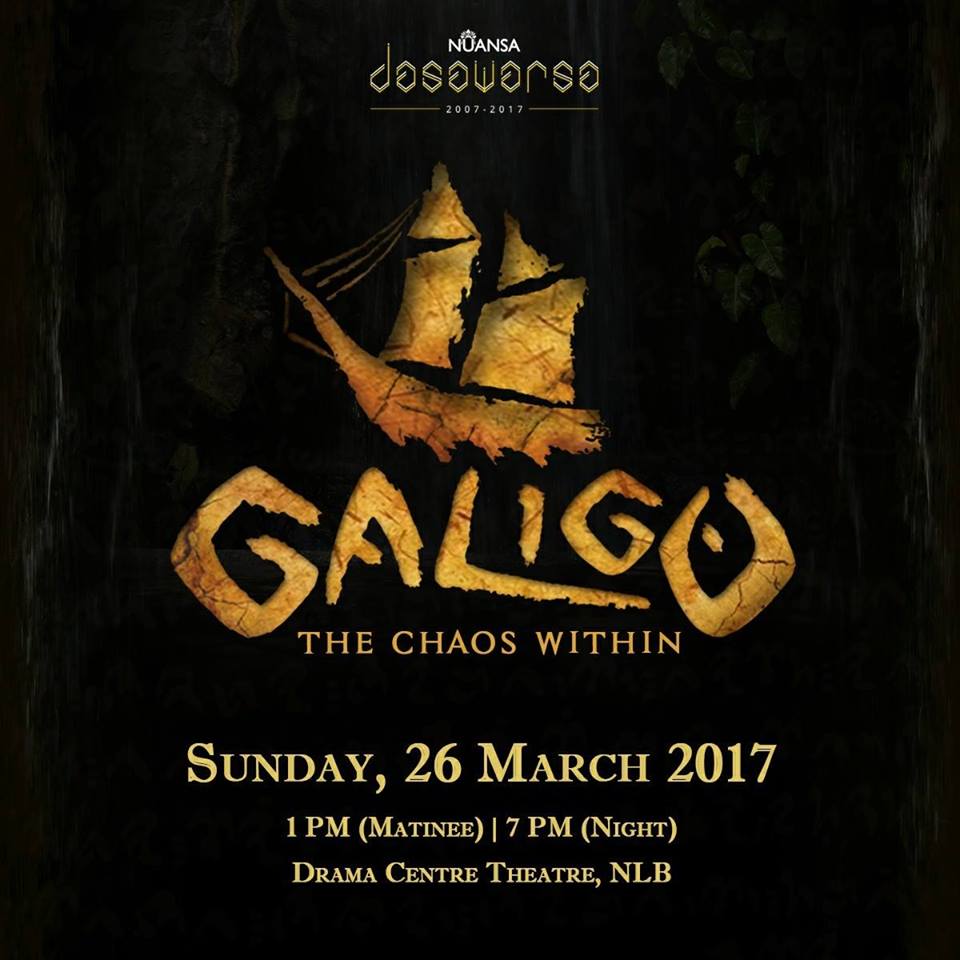 NUANSA
dasawarsa
2007-2017
GALIGO
THE CHAOS WITHIN
Sunday, 26 March 2017
1 PM (Matinee) | 7 PM (Night)
Drama Centre Theatre, NLB